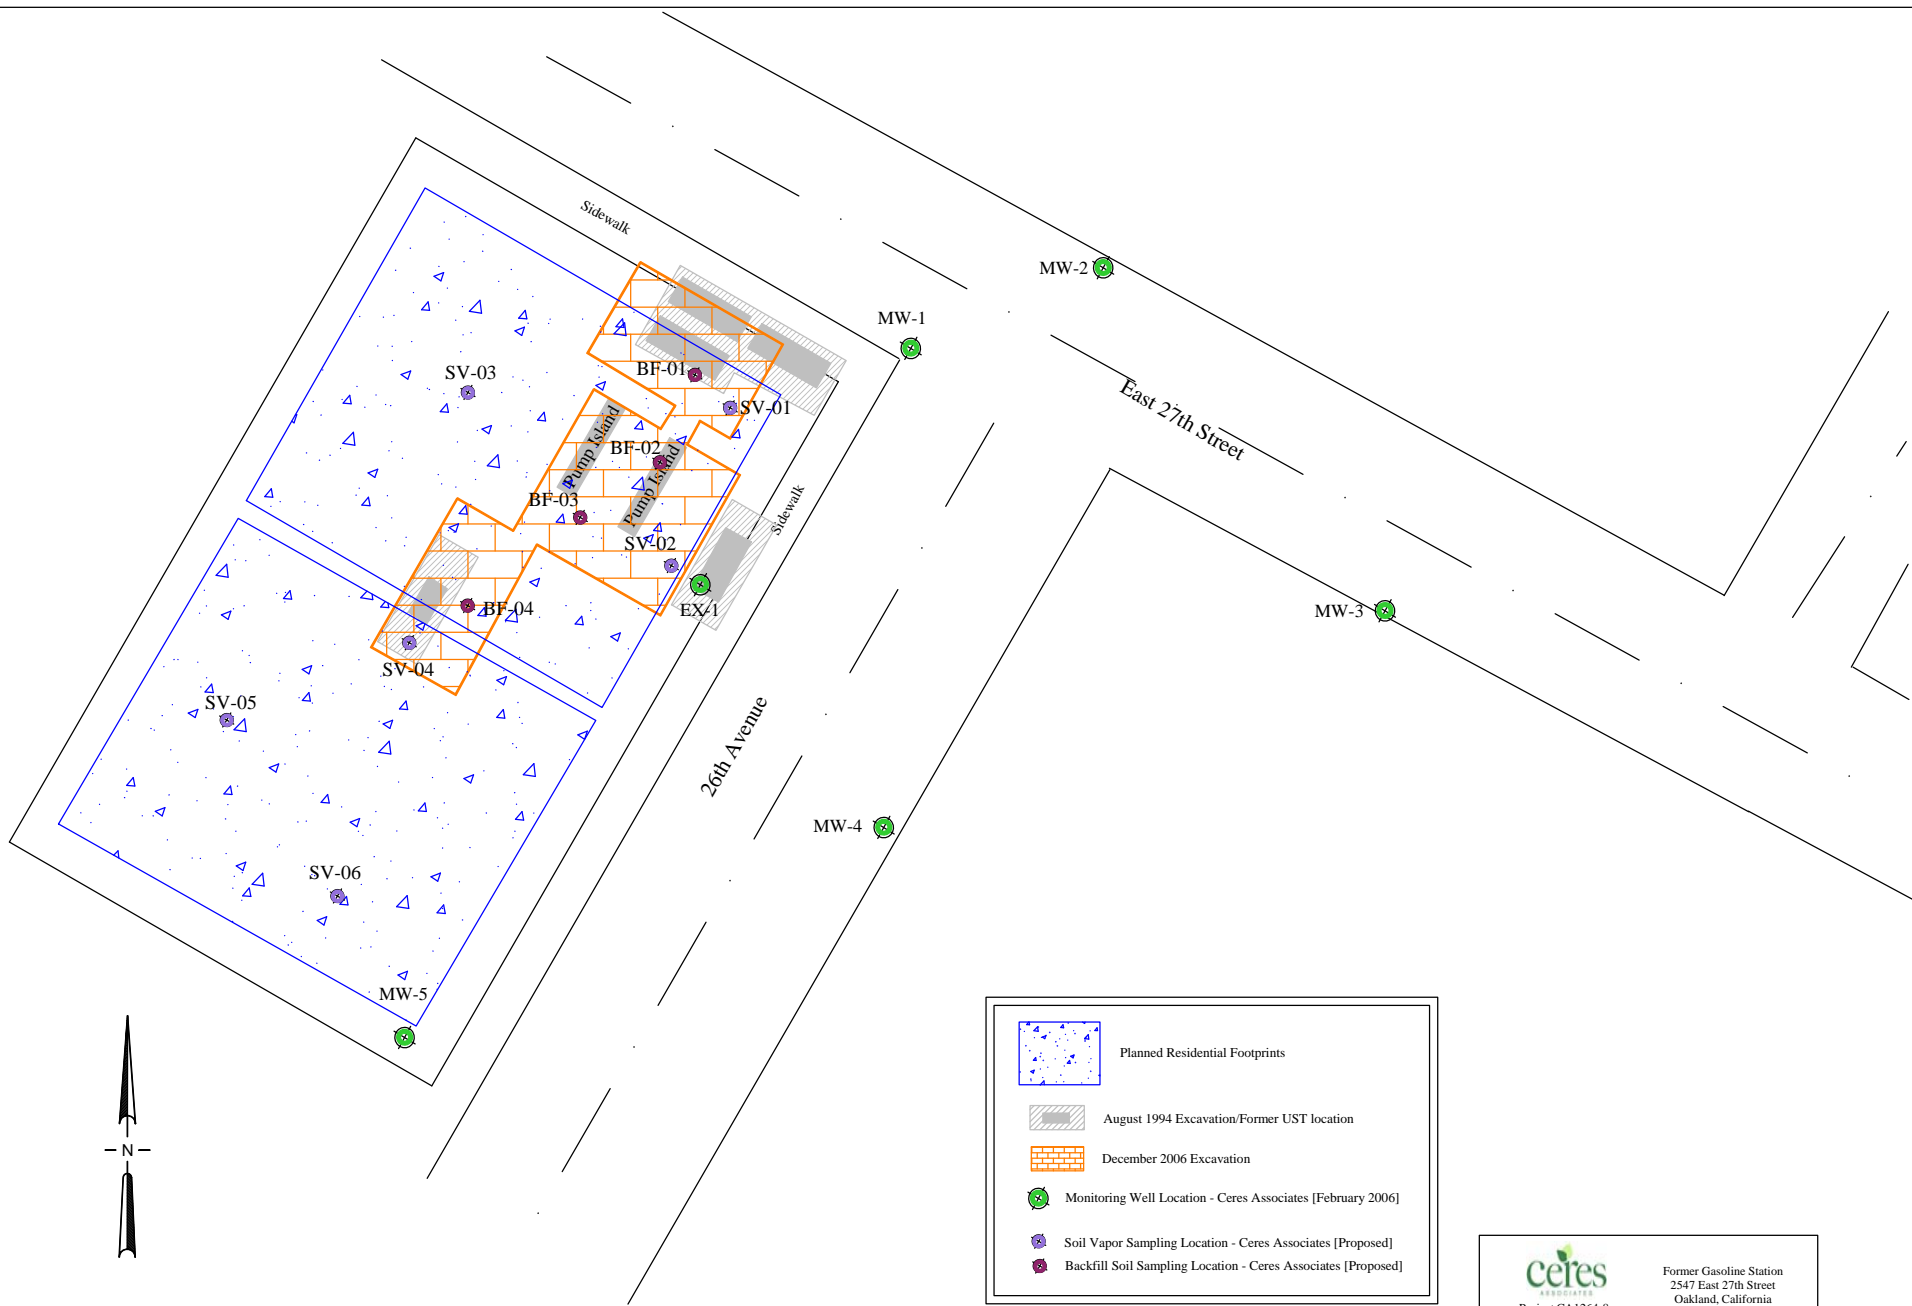 Sidewalk
MW-2
MW-1
SV-03
BF-01
SV-01
East 27th Street
Pump Island
BF-02
Pump Island
BF-03
Sidewalk
SV-02
EX-1
BF-04
MW-3
SV-04
SV-05
26th Avenue
MW-4
SV-06
MW-5
N
Planned Residential Footprints
August 1994 Excavation/Former UST location
December 2006 Excavation
Monitoring Well Location - Ceres Associates [February 2006]
Soil Vapor Sampling Location - Ceres Associates [Proposed]
Backfill Soil Sampling Location - Ceres Associates [Proposed]
ceres
ASSOCIATES
Former Gasoline Station
2547 East 27th Street
Oakland, California